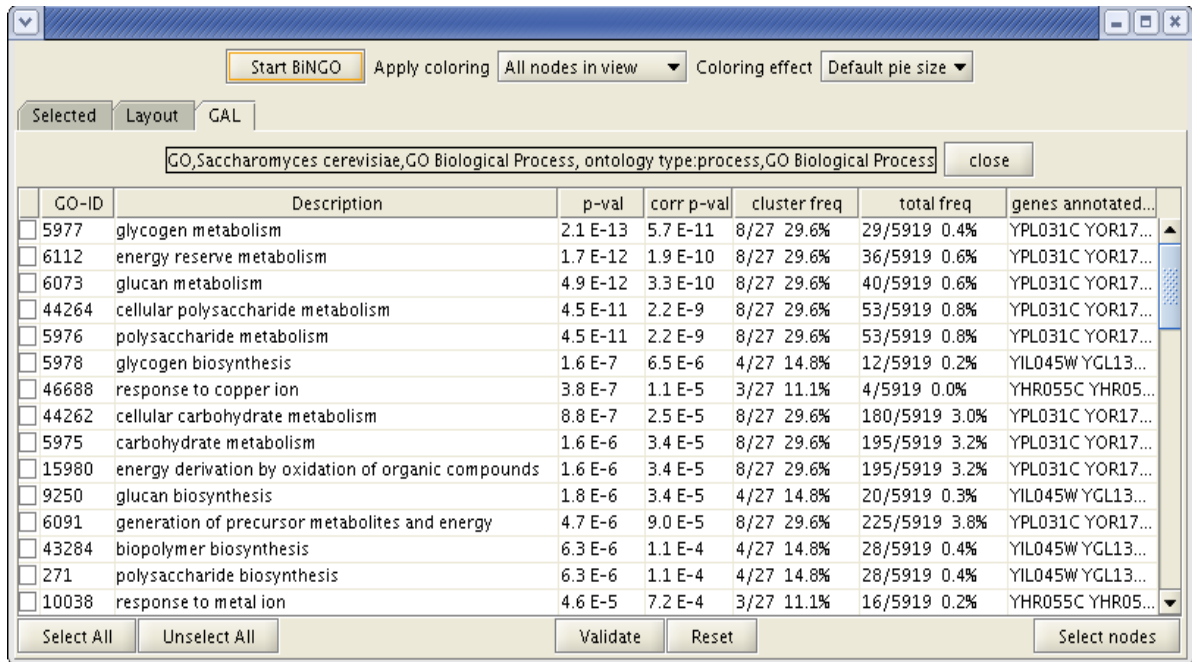 Start BiNGO Apply coloring All nodes in view Coloring effect Default pie size
Selected Layout GAL
GO,Saccharomyces cerevisiae,GO Biological Process, ontology type:process,GO Biological Process close
GO-ID Description p-val corr p-val cluster freq total freq genes annotated...
5977 glycogen metabolism 2.1 E-13 5.7 E-11 8/27 29.6% 29/5919 0.4% YPL031C YOR17...
6112 energy reserve metabolism 1.7 E-12 1.9 E-10 8/27 29.6% 36/5919 0.6% YPL031C YOR17...
6073 glucan metabolism 4.9 E-12 3.3 E-10 8/27 29.6% 40/5919 0.6% YPL031C YOR17...
44264 cellular polysaccharide metabolism 4.5 E-11 2.2 E-9 8/27 29.6% 53/5919 0.8% YPL031C YOR17...
5976 polysaccharide metabolism 4.5 E-11 2.2 E-9 8/27 29.6% 53/5919 0.8% YPL031C YOR17...
5978 glycogen biosynthesis 1.6 E-7 6.5 E-6 4/27 14.8% 12/5919 0.2% YIL045W YGL13...
46688 response to copper ion 3.8 E-7 1.1 E-5 3/27 11.1% 4/5919 0.0% YHR055C YHR05...
44262 cellular carbohydrate metabolism 8.8 E-7 2.5 E-5 8/27 29.6% 180/5919 3.0% YPL031C YOR17...
5975 carbohydrate metabolism 1.6 E-6 3.4 E-5 8/27 29.6% 195/5919 3.2% YPL031C YOR17...
15980 energy derivation by oxidation of organic compounds 1.6 E-6 3.4 E-5 8/27 29.6% 195/5919 3.2% YPL031C YOR17...
9250 glucan biosynthesis 1.8 E-6 3.4 E-5 4/27 14.8% 20/5919 0.3% YIL045W YGL13...
6091 generation of precursor metabolites and energy 4.7 E-6 9.0 E-5 8/27 29.6% 225/5919 3.8% YPL031C YOR17...
43284 biopolymer biosynthesis 6.3 E-6 1.1 E-4 4/27 14.8% 28/5919 0.4% YIL045W YGL13...
271 polysaccharide biosynthesis 6.3 E-6 1.1 E-4 4/27 14.8% 28/5919 0.4% YIL045W YGL13...
10038 response to metal ion 4.6 E-5 7.2 E-4 3/27 11.1% 16/5919 0.2% YHR055C YHR05...
Select All Unselect All Validate Reset Select nodes